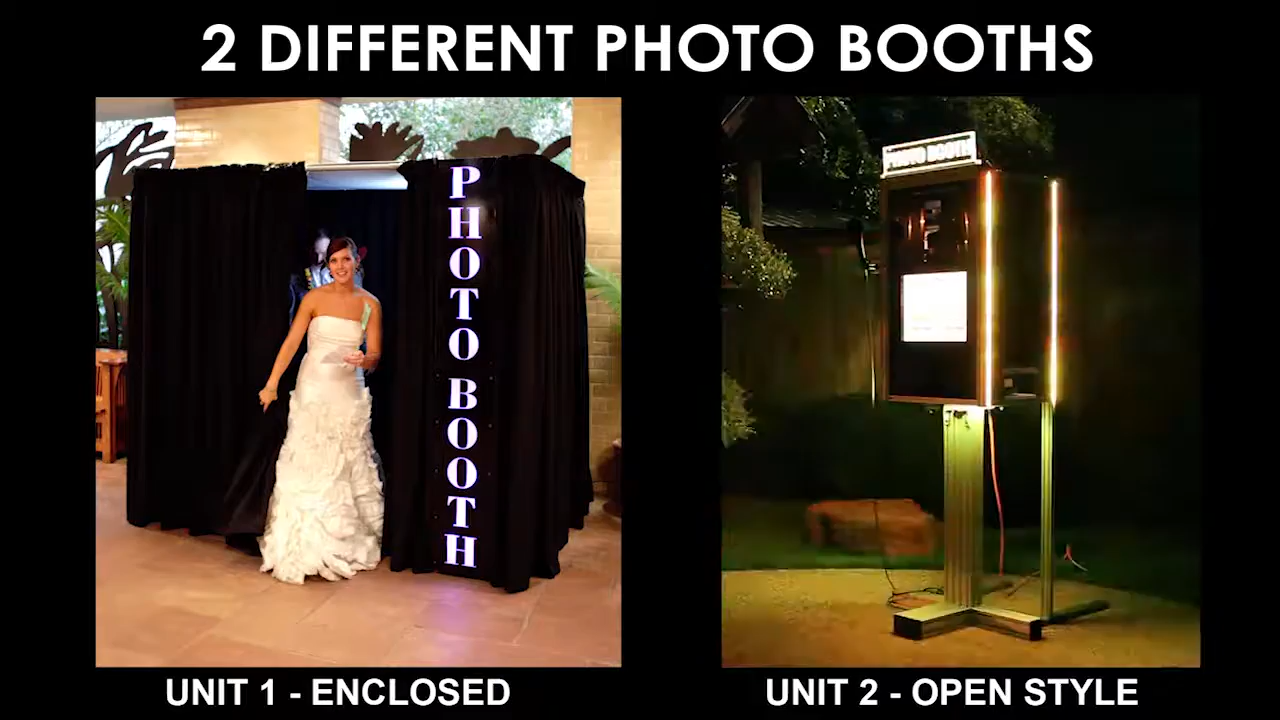 2 DIFFERENT PHOTO BOOTHS
PHOTO BOOTH
PHOTO BOOTH
UNIT 1 - ENCLOSED
UNIT 2 - OPEN STYLE